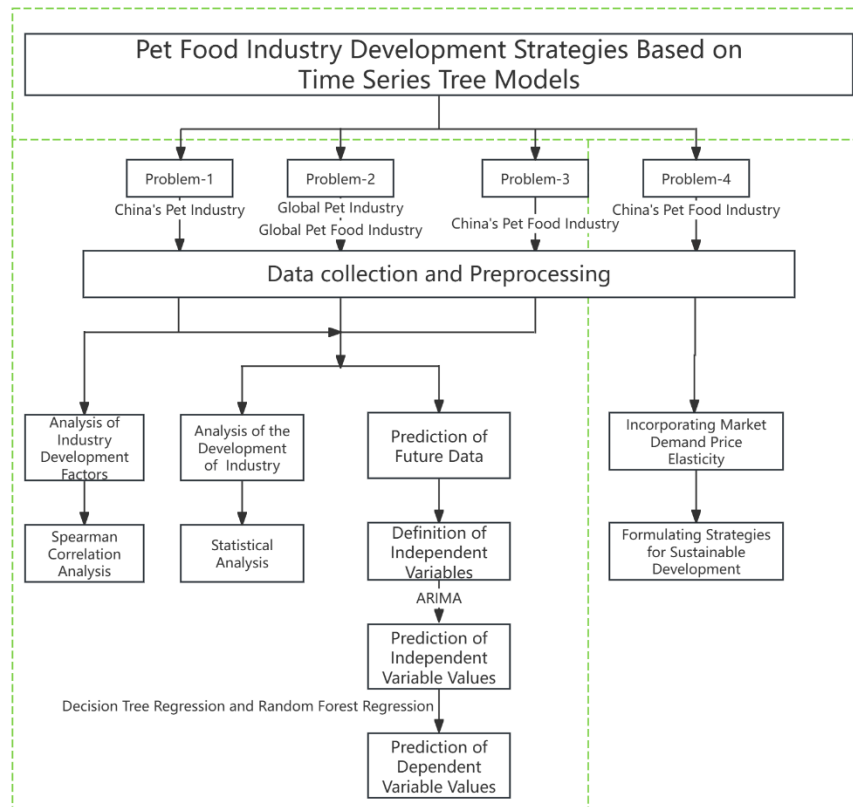 Pet Food Industry Development Strategies Based on
Time Series Tree Models
Problem-1
Problem-2
Problem-3
Problem-4
China's Pet Industry
Global Pet Industry
Global Pet Food Industry
China's Pet Food Industry
China's Pet Food Industry
Data collection and Preprocessing
Analysis of
Industry
Development
Factors
Analysis of the
Development
of Industry
Prediction of
Future Data
Incorporating Market
Demand Price
Elasticity
Spearman
Correlation
Analysis
Statistical
Analysis
Definition of
Independent
Variables
Formulating Strategies
for Sustainable
Development
ARIMA
Prediction of
Independent
Variable Values
Decision Tree Regression and Random Forest Regression
Prediction of
Dependent
Variable Values